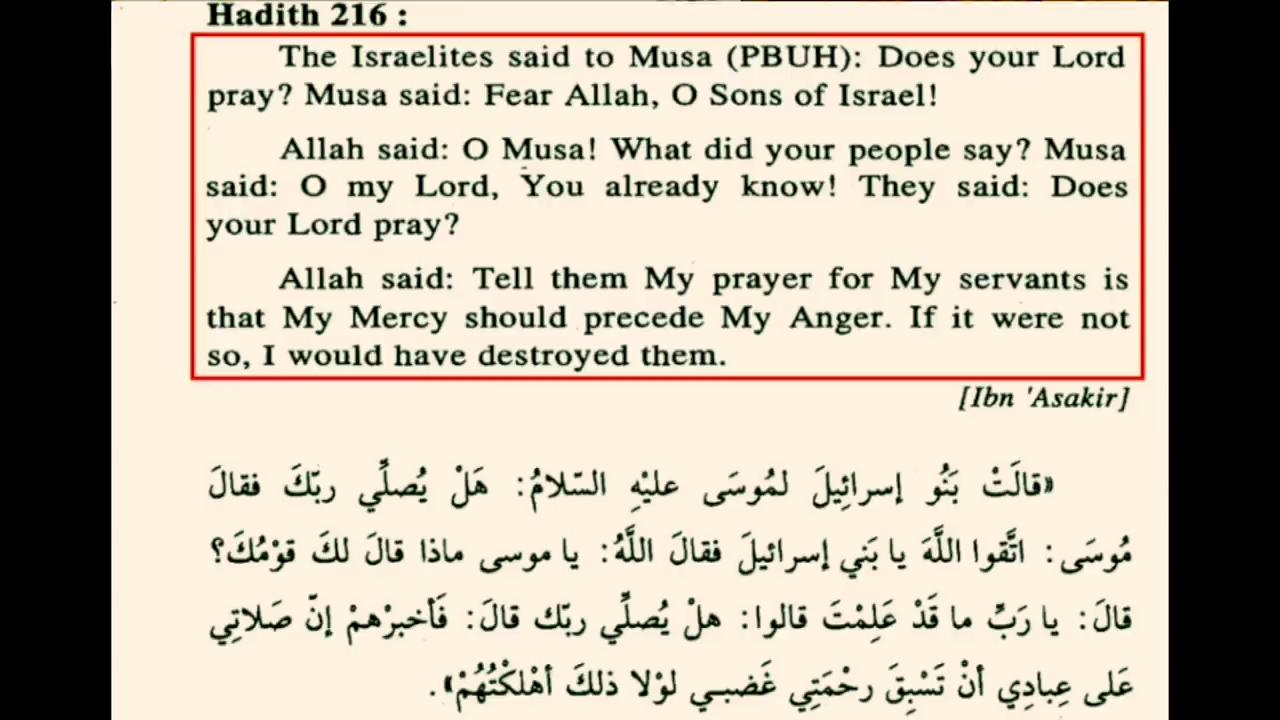 Hadith 216 :
The Israelites said to Musa (PBUH): Does your Lord
pray? Musa said: Fear Allah, O Sons of Israel!
Allah said: O Musa! What did your people say? Musa
said: O my Lord, You already know! They said: Does
your Lord pray?
Allah said: Tell them My prayer for My servants is
that My Mercy should precede My Anger. If it were not
so, I would have destroyed them.
[Ibn 'Asakir]
«قالَتْ بَنُو إسرائِيلَ لمُوسَى عليْهِ السّلامُ: هَلْ يُصلِّي ربّكَ فقالَ
مُوسَى: اتَّقوا اللَّهَ يا بَني إسرائيلَ فقالَ اللَّهُ: يا موسى ماذا قالَ لكَ قوْمُكَ؟
قالَ: يا رَبِّ ما قَدْ عَلِمْتَ قالوا: هلْ يُصلِّي ربّك قالَ: فَأخبرْهمْ إنّ صَلاتِي
عَلى عِبادِي أنْ تَسْبِقَ رحْمَتِي غَضبي لوْلا ذلكَ أهْلكْتُهُمْ».